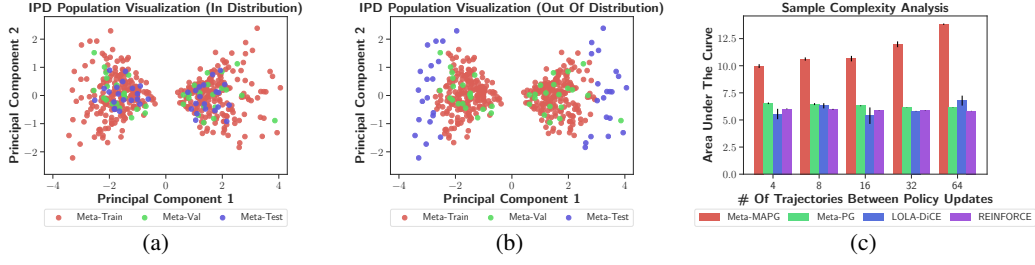 IPD Population Visualization (In Distribution)
Principal Component 2
2
1
0
−1
−2
−4
−2
0
2
4
Principal Component 1
Meta-Train
Meta-Val
Meta-Test
(a)
IPD Population Visualization (Out Of Distribution)
Principal Component 2
2
1
0
−1
−2
−4
−2
0
2
4
Principal Component 1
Meta-Train
Meta-Val
Meta-Test
(b)
Sample Complexity Analysis
Area Under The Curve
12.5
10.0
7.5
5.0
2.5
0.0
4
8
16
32
64
# Of Trajectories Between Policy Updates
Meta-MAPG
Meta-PG
LOLA-DiCE
REINFORCE
(c)